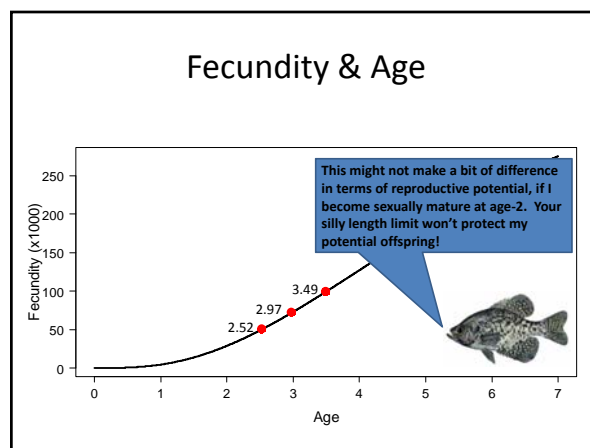 Fecundity & Age
This might not make a bit of difference
in terms of reproductive potential, if I
become sexually mature at age-2.  Your
silly length limit won't protect my
potential offspring!
Fecundity (x1000)
250
200
150
100
50
0
3.49
2.97
2.52
0 1 2 3 4 5 6 7
Age